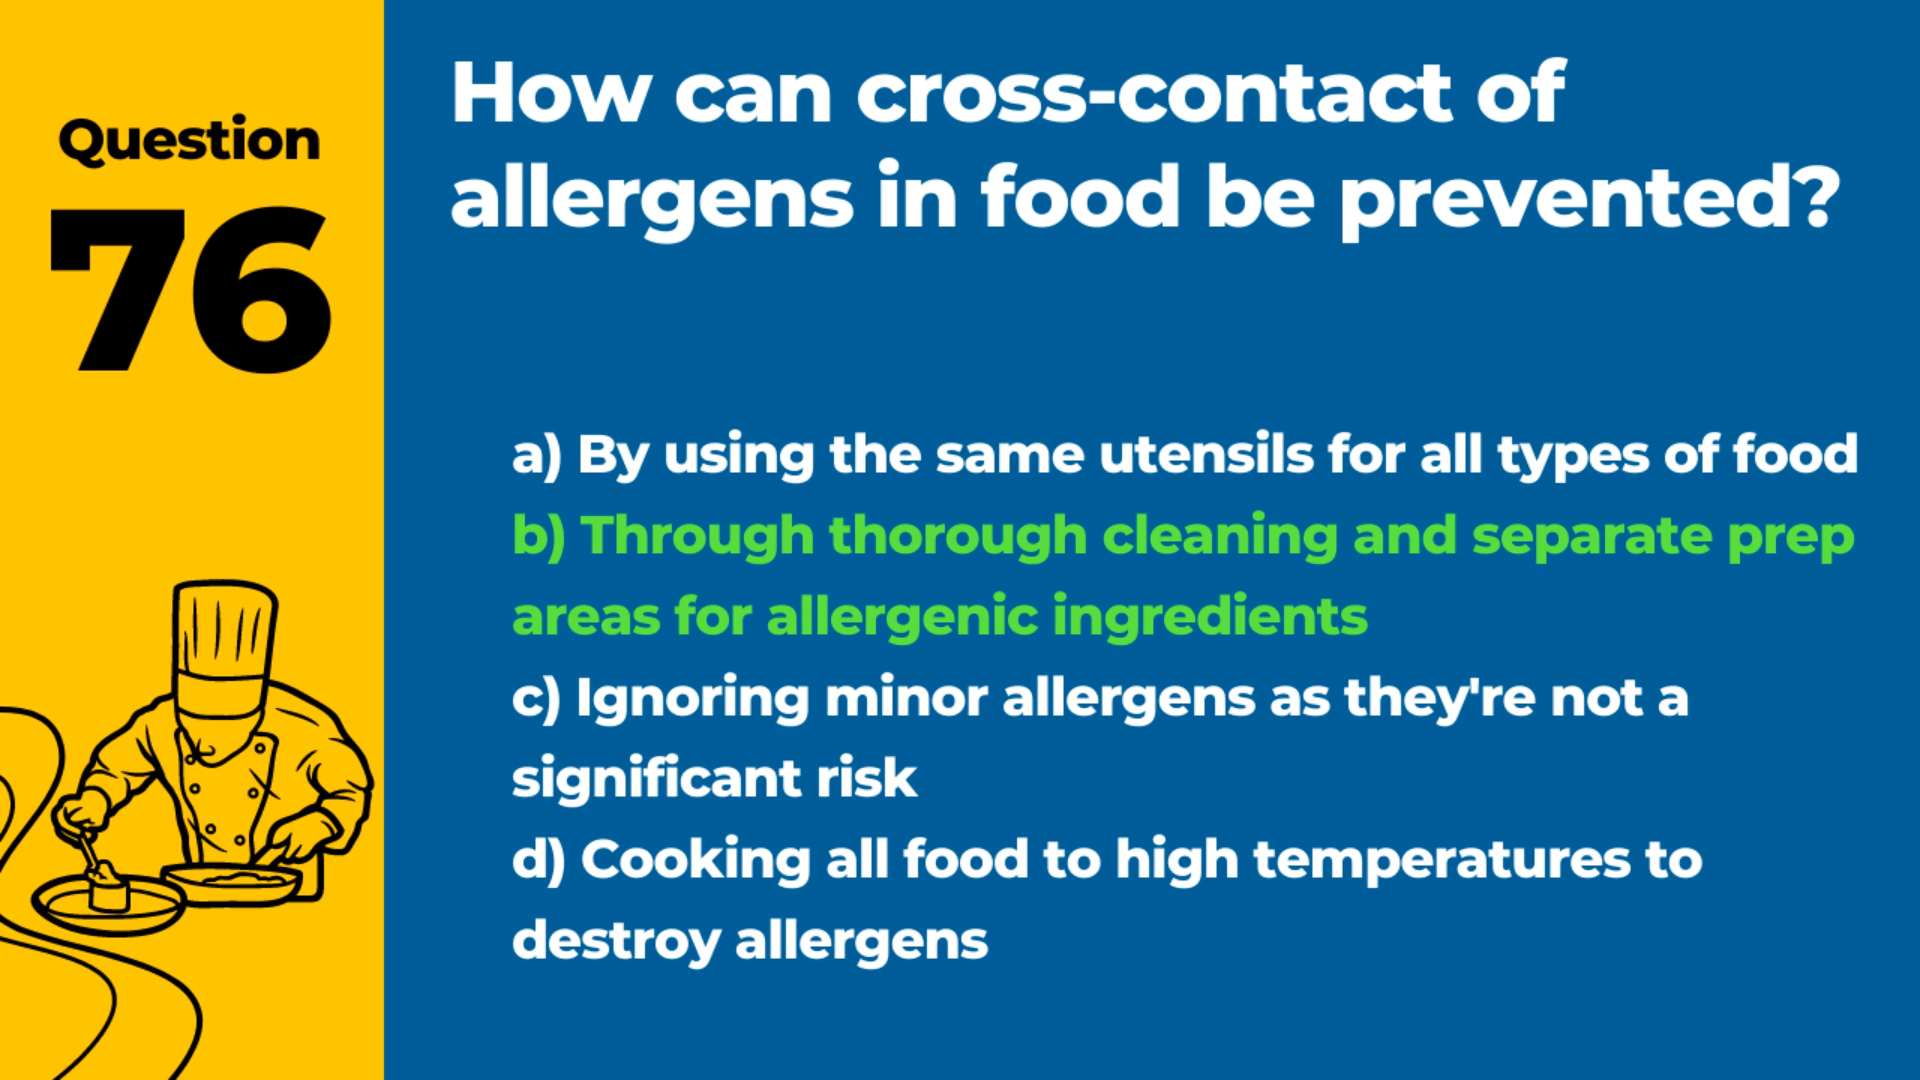 Question
76
How can cross-contact of
allergens in food be prevented?
a) By using the same utensils for all types of food
b) Through thorough cleaning and separate prep
areas for allergenic ingredients
c) Ignoring minor allergens as they're not a
significant risk
d) Cooking all food to high temperatures to
destroy allergens